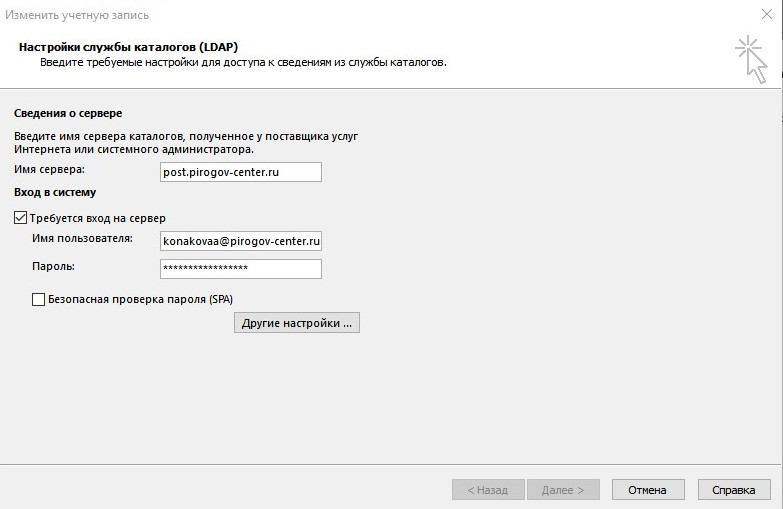 Изменить учетную запись
Настройки службы каталогов (LDAP)
Введите требуемые настройки для доступа к сведениям из службы каталогов.
Сведения о сервере
Введите имя сервера каталогов, полученное у поставщика услуг
Интернета или системного администратора.
Имя сервера: post.pirogov-center.ru
Вход в систему
Требуется вход на сервер
Имя пользователя: konakovaa@pirogov-center.ru
Пароль: *****************
Безопасная проверка пароля (SPA)
Другие настройки ...
< Назад Далее > Отмена Справка